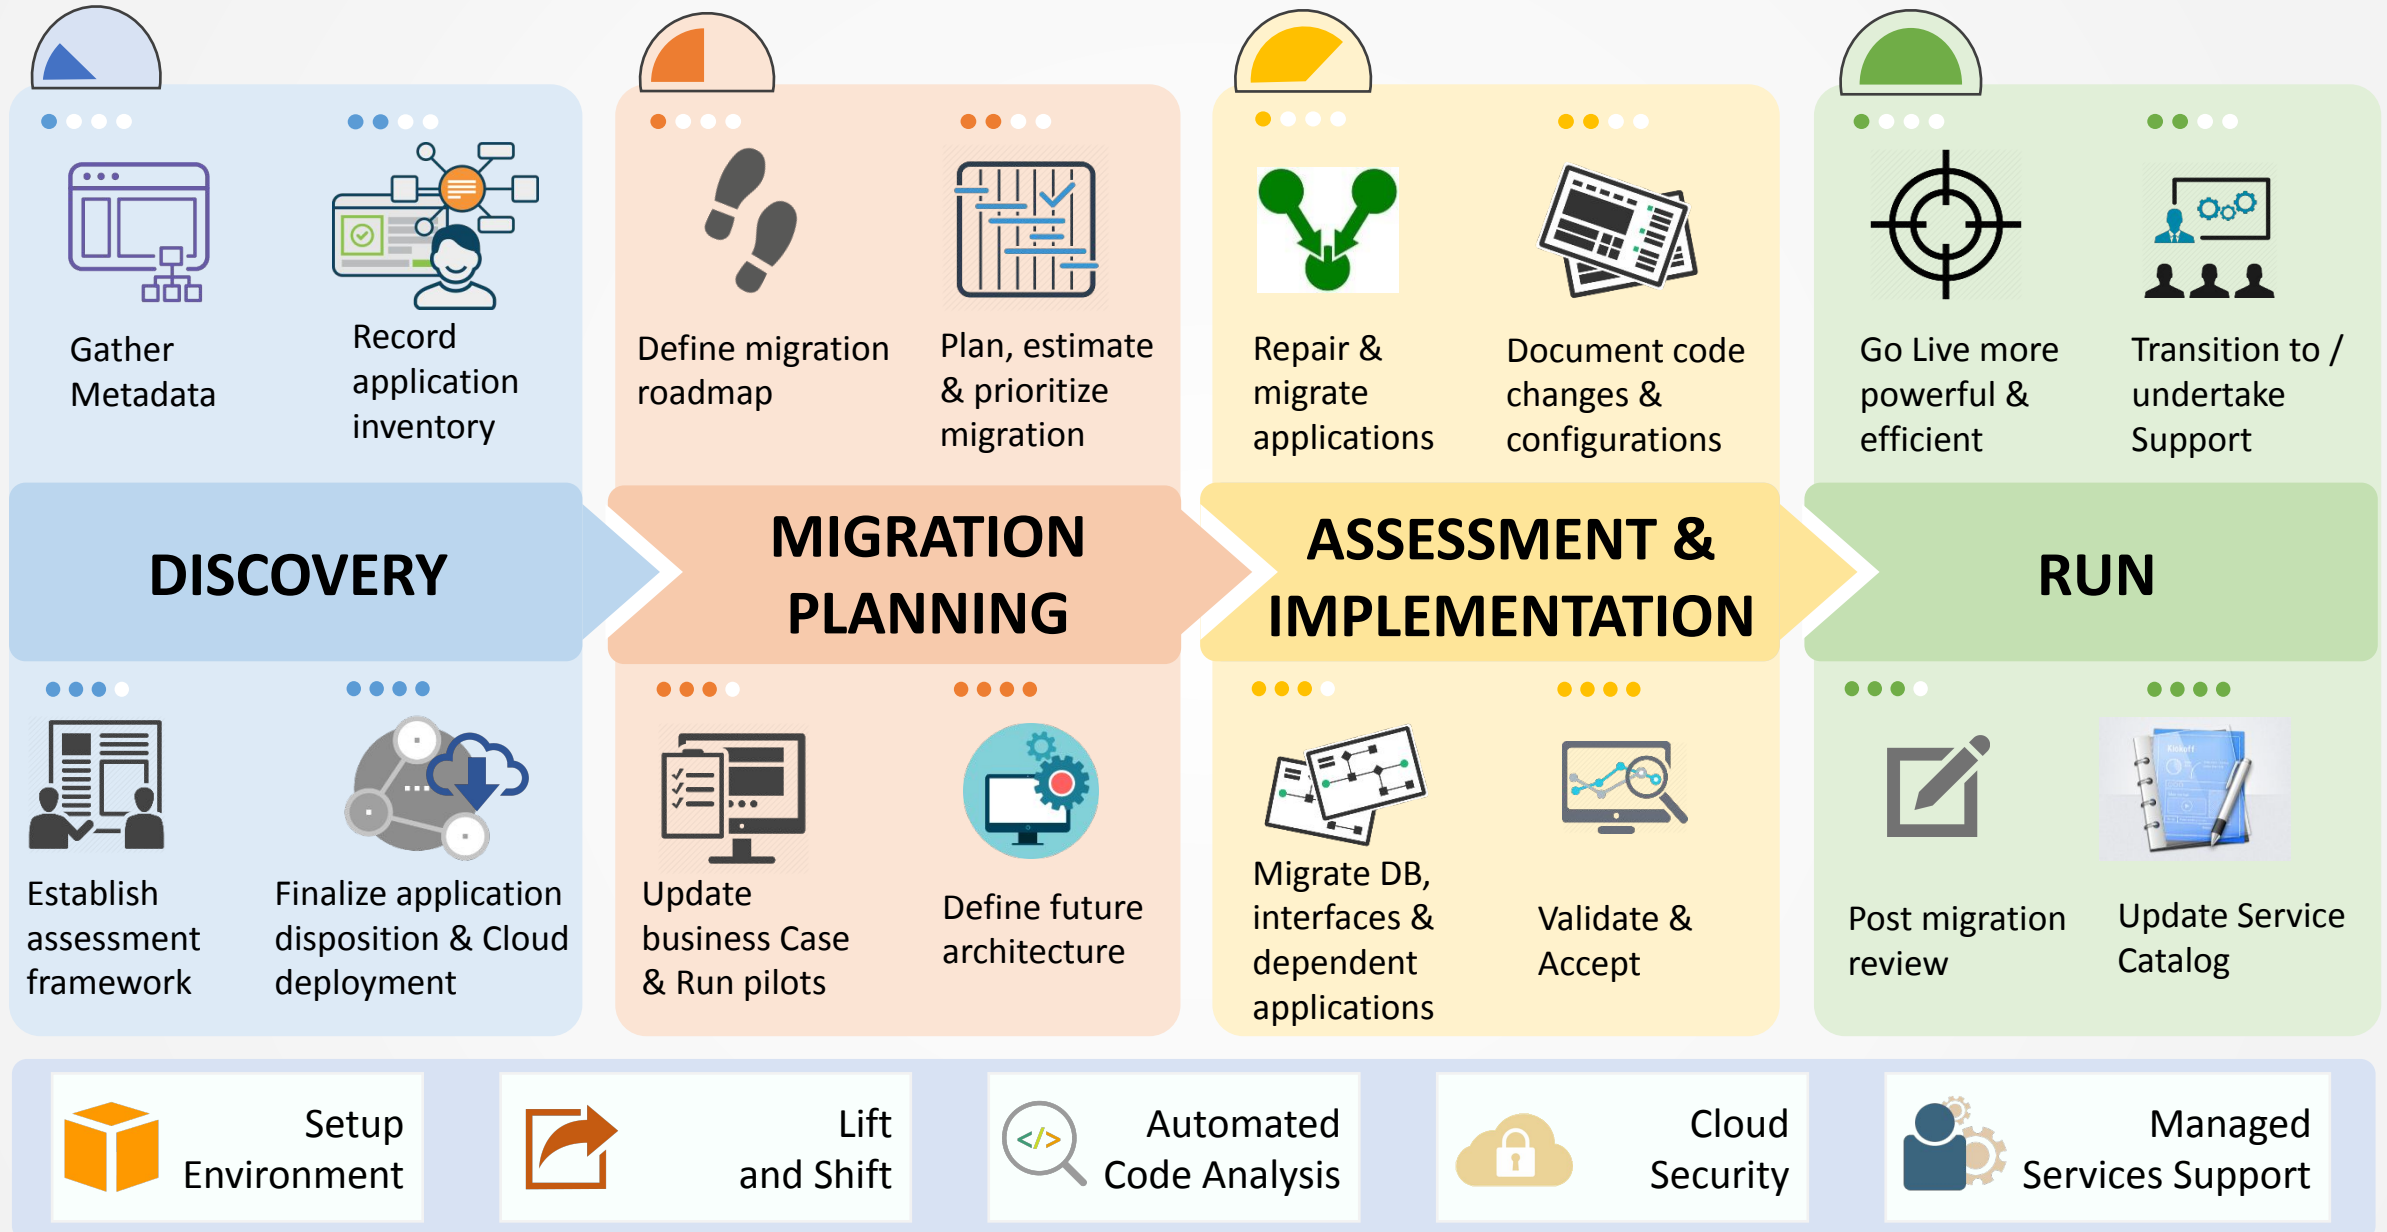 Gather
Metadata
Record
application
inventory
Define migration
roadmap
Plan, estimate
& prioritize
migration
Repair &
migrate
applications
Document code
changes &
configurations
Go Live more
powerful &
efficient
Transition to /
undertake
Support
DISCOVERY
MIGRATION
PLANNING
ASSESSMENT &
IMPLEMENTATION
RUN
Establish
assessment
framework
Finalize application
disposition & Cloud
deployment
Update
business Case
& Run pilots
Define future
architecture
Migrate DB,
interfaces &
dependent
applications
Validate &
Accept
Post migration
review
Kickoff
Update Service
Catalog
Setup
Environment
Lift
and Shift
</>
Automated
Code Analysis
Cloud
Security
Managed
Services Support